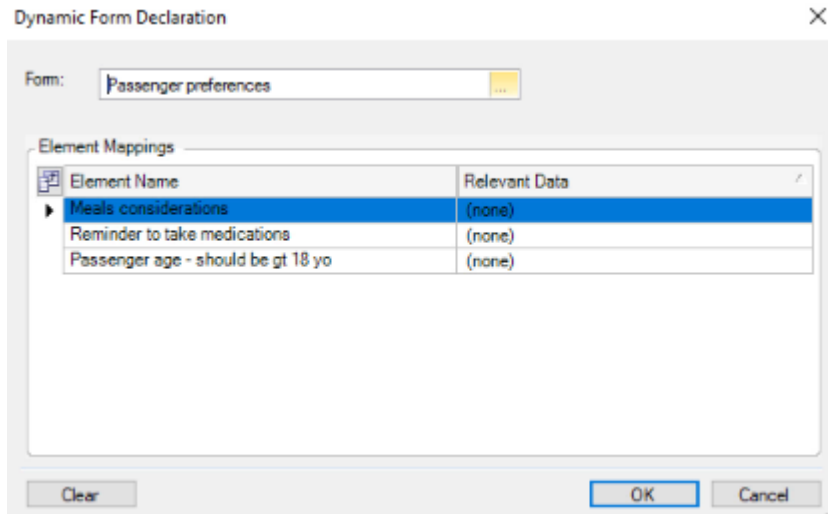 Dynamic Form Declaration
Form: Passenger preferences ...
Element Mappings
Element Name Relevant Data
Meals considerations (none)
Reminder to take medications (none)
Passenger age - should be gt 18 yo (none)
Clear OK Cancel